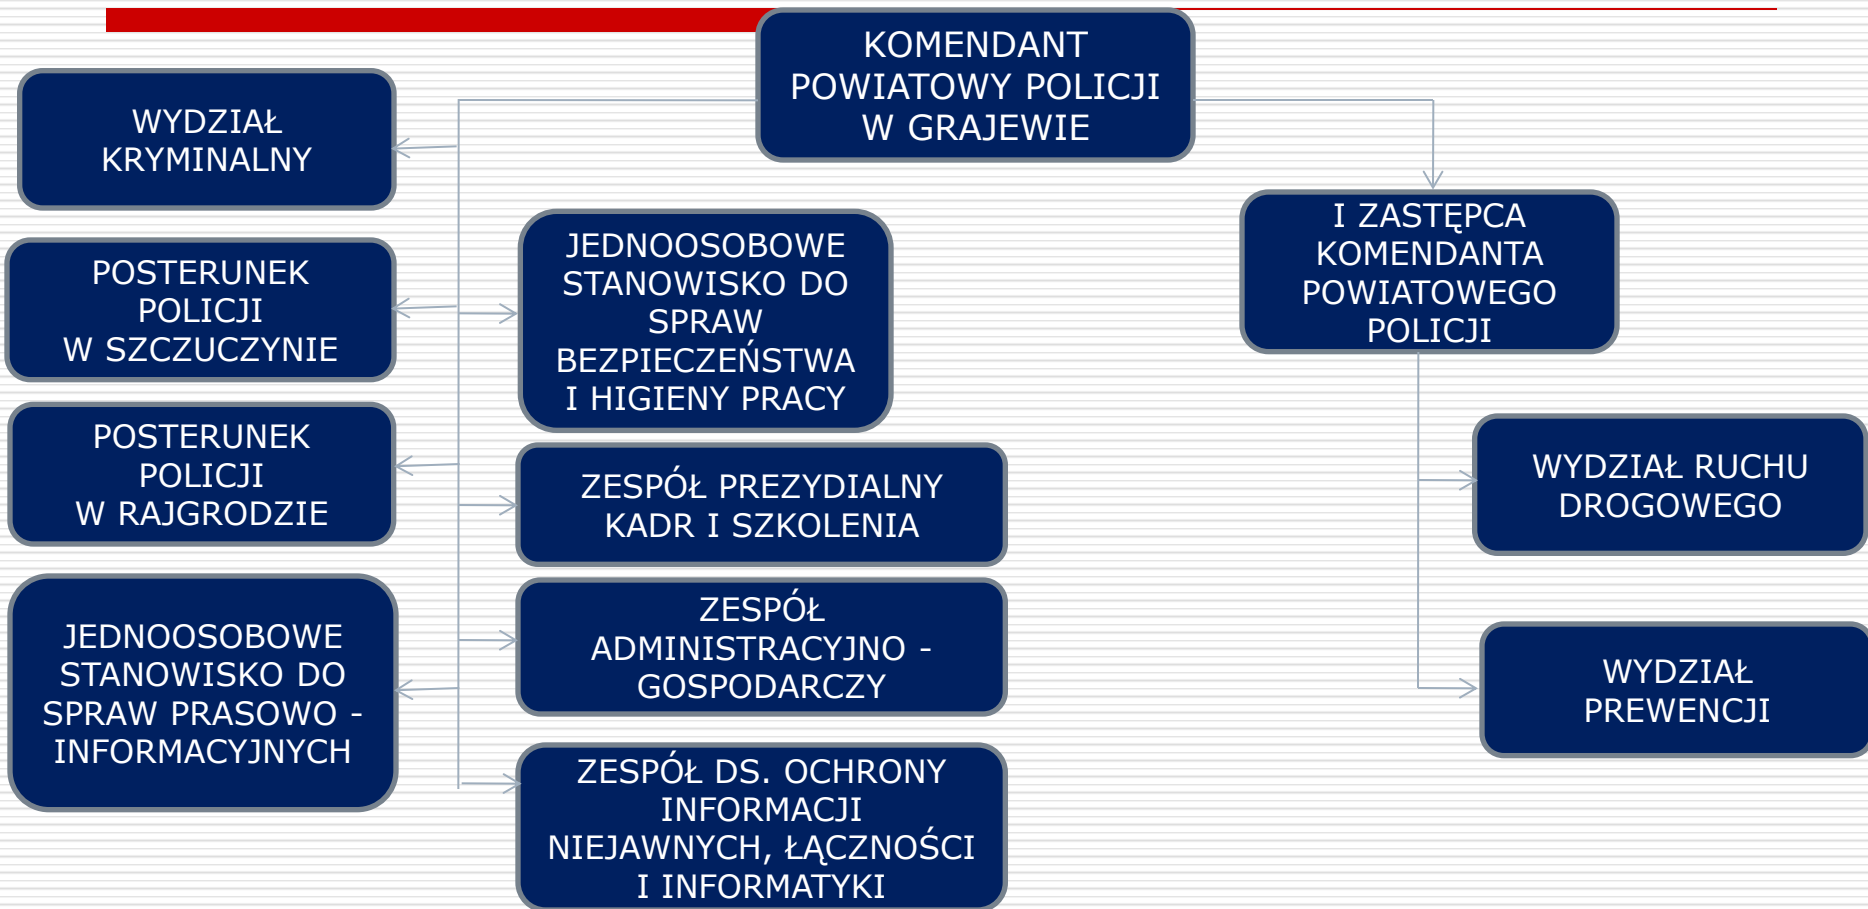 KOMENDANT
POWIATOWY POLICJI
W GRAJEWIE
WYDZIAŁ
KRYMINALNY
POSTERUNEK
POLICJI
W SZCZUCZYNIE
POSTERUNEK
POLICJI
W RAJGRODZIE
JEDNOOSOBOWE
STANOWISKO DO
SPRAW PRASOWO -
INFORMACYJNYCH
JEDNOOSOBOWE
STANOWISKO DO
SPRAW
BEZPIECZEŃSTWA
I HIGIENY PRACY
ZESPÓŁ PREZYDIALNY
KADR I SZKOLENIA
ZESPÓŁ
ADMINISTRACYJNO -
GOSPODARCZY
ZESPÓŁ DS. OCHRONY
INFORMACJI
NIEJAWNYCH, ŁĄCZNOŚCI
I INFORMATYKI
I ZASTĘPCA
KOMENDANTA
POWIATOWEGO
POLICJI
WYDZIAŁ RUCHU
DROGOWEGO
WYDZIAŁ
PREWENCJI